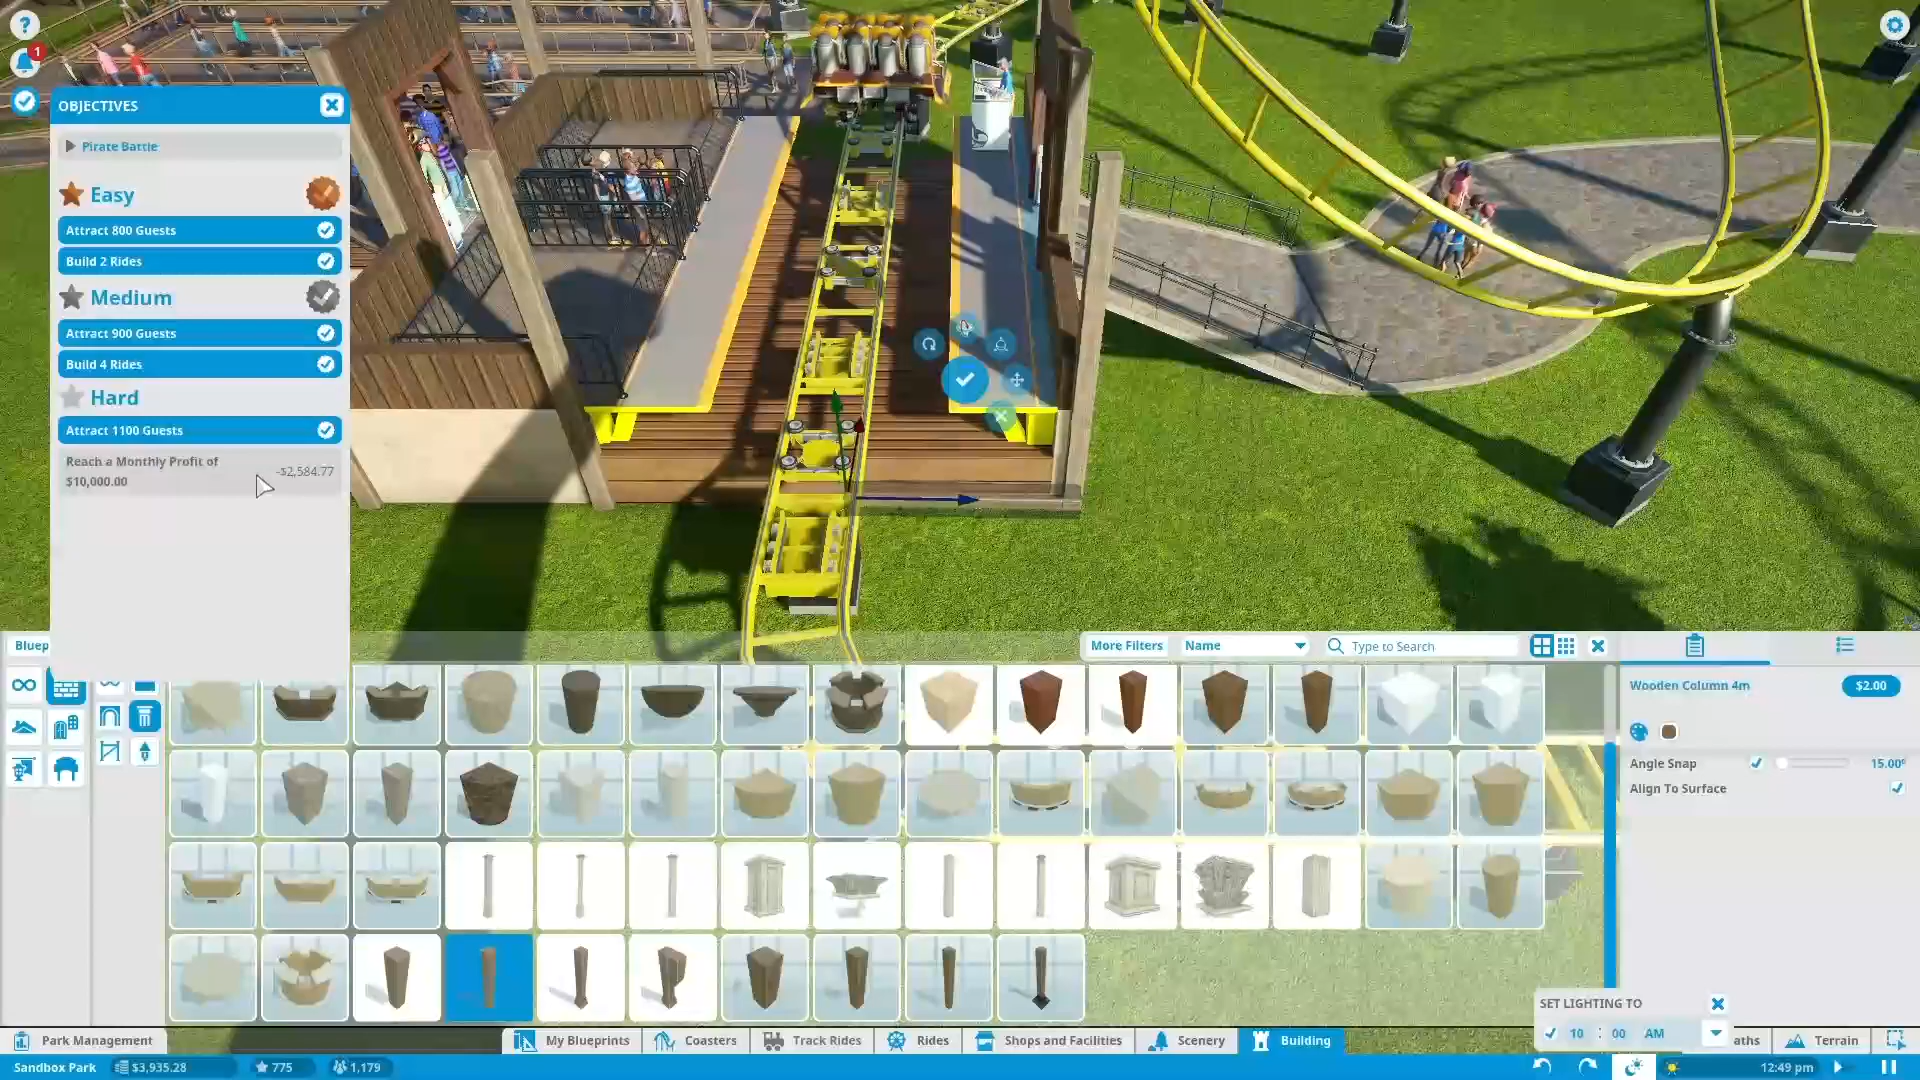 ?
1
OBJECTIVES
Pirate Battle
Easy
Attract 800 Guests
Build 2 Rides
Medium
Attract 900 Guests
Build 4 Rides
Hard
Attract 1100 Guests
Reach a Monthly Profit of
$10,000.00
-$2,584.77
Bluep
More Filters
Name
Type to Search
Wooden Column 4m
$2.00
Angle Snap
15.00°
Align To Surface
SET LIGHTING TO
10 : 00 AM
Park Management
My Blueprints
Coasters
Track Rides
Rides
Shops and Facilities
Scenery
Building
aths
Terrain
Sandbox Park
$3,935.28
775
1,179
12:49 pm